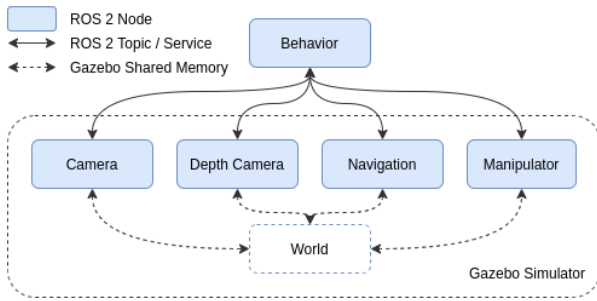 ROS 2 Node
ROS 2 Topic / Service
Gazebo Shared Memory
Behavior
Camera
Depth Camera
Navigation
Manipulator
World
Gazebo Simulator